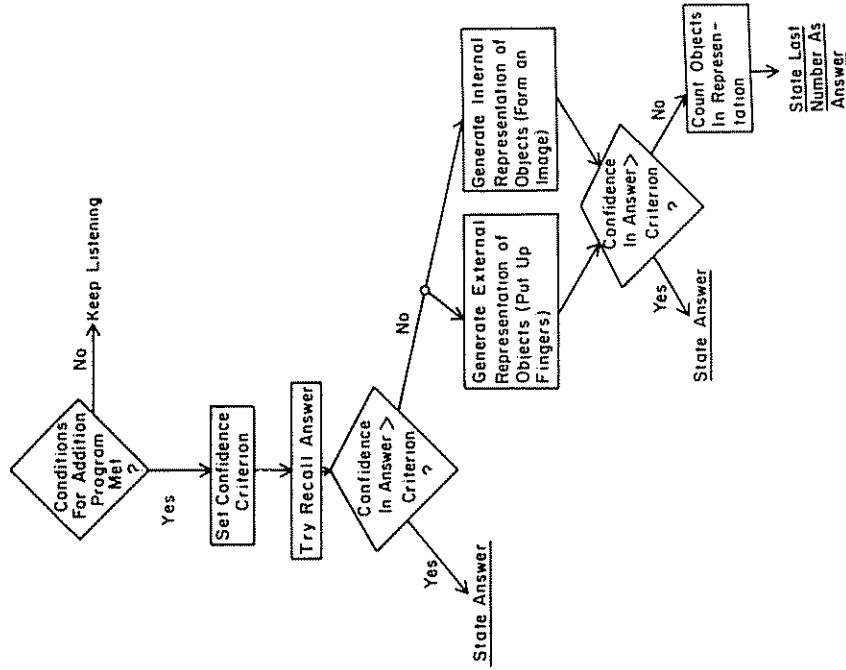 Conditions
For Addition
Program
Met
?
No
Keep Listening
Yes
Set Confidence
Criterion
Try Recall Answer
Confidence
In Answer >
Criterion
?
Yes
State Answer
No
Generate External
Representation of
Objects (Put Up
Fingers)
Generate Internal
Representation of
Objects (Form an
Image)
Confidence
In Answer >
Criterion
?
Yes
State Answer
No
Count Objects
In Represen-
tation
State Last
Number As
Answer